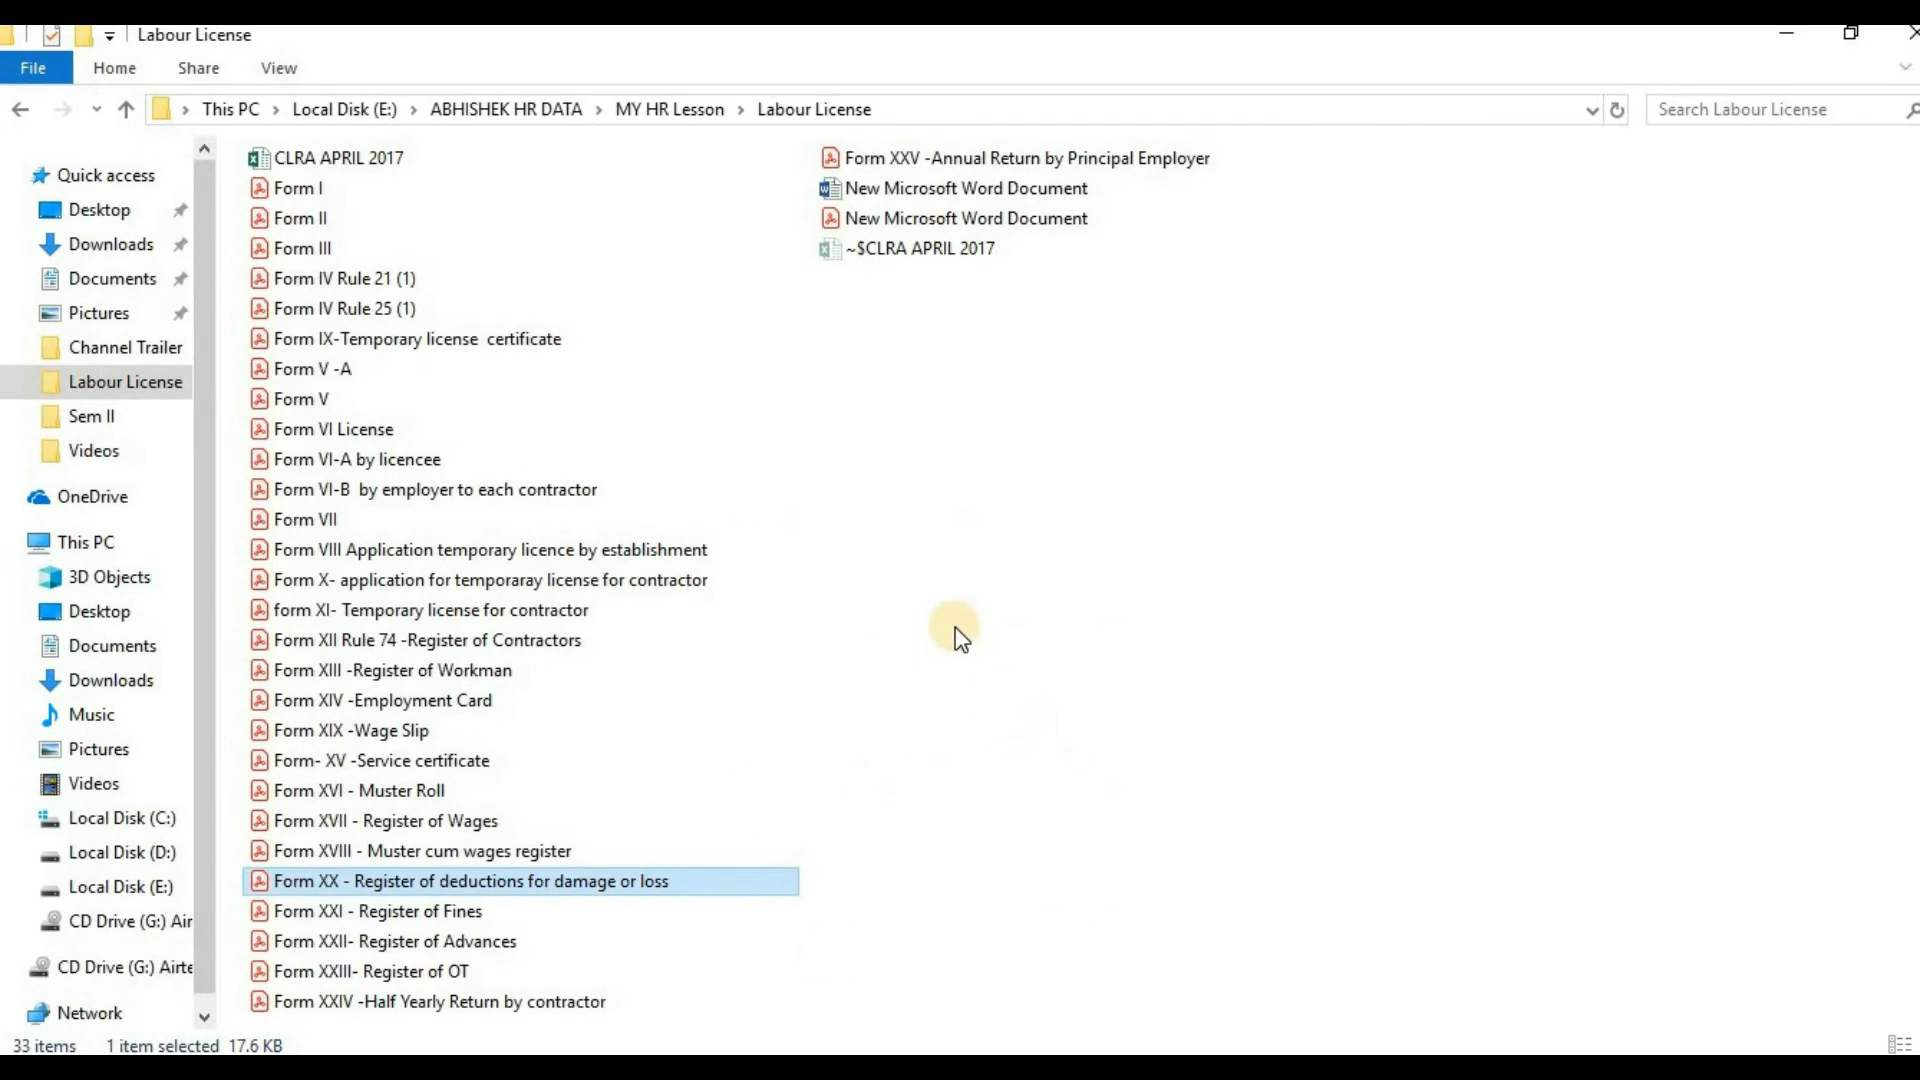 Labour License
File Home Share View
This PC Local Disk (E:) ABHISHEK HR DATA MY HR Lesson Labour License
Search Labour License
Quick access
Desktop
Downloads
Documents
Pictures
Channel Trailer
Labour License
Sem II
Videos
OneDrive
This PC
3D Objects
Desktop
Documents
Downloads
Music
Pictures
Videos
Local Disk (C:)
Local Disk (D:)
Local Disk (E:)
CD Drive (G:) Air
CD Drive (G:) Airte
Network
CLRA APRIL 2017
Form I
Form II
Form III
Form IV Rule 21 (1)
Form IV Rule 25 (1)
Form IX-Temporary license certificate
Form V -A
Form V
Form VI License
Form VI-A by licencee
Form VI-B by employer to each contractor
Form VII
Form VIII Application temporary licence by establishment
Form X- application for temporaray license for contractor
form XI- Temporary license for contractor
Form XII Rule 74 -Register of Contractors
Form XIII -Register of Workman
Form XIV -Employment Card
Form XIX -Wage Slip
Form- XV -Service certificate
Form XVI - Muster Roll
Form XVII - Register of Wages
Form XVIII - Muster cum wages register
Form XX - Register of deductions for damage or loss
Form XXI - Register of Fines
Form XXII- Register of Advances
Form XXIII- Register of OT
Form XXIV -Half Yearly Return by contractor
Form XXV -Annual Return by Principal Employer
New Microsoft Word Document
New Microsoft Word Document
~$CLRA APRIL 2017
33 items 1 item selected 17.6 KB